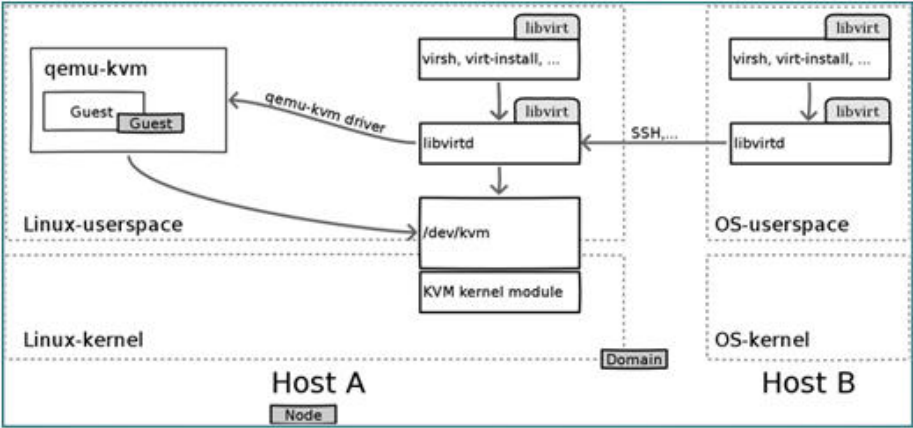 libvirt
virsh, virt-install, ...
qemu-kvm
Guest
Guest
qemu-kvm driver
libvirt
libvirtd
/dev/kvm
Linux-userspace
KVM kernel module
Linux-kernel
Domain
Host A
Node
SSH,...
libvirt
virsh, virt-install, ...
libvirt
libvirtd
OS-userspace
OS-kernel
Host B